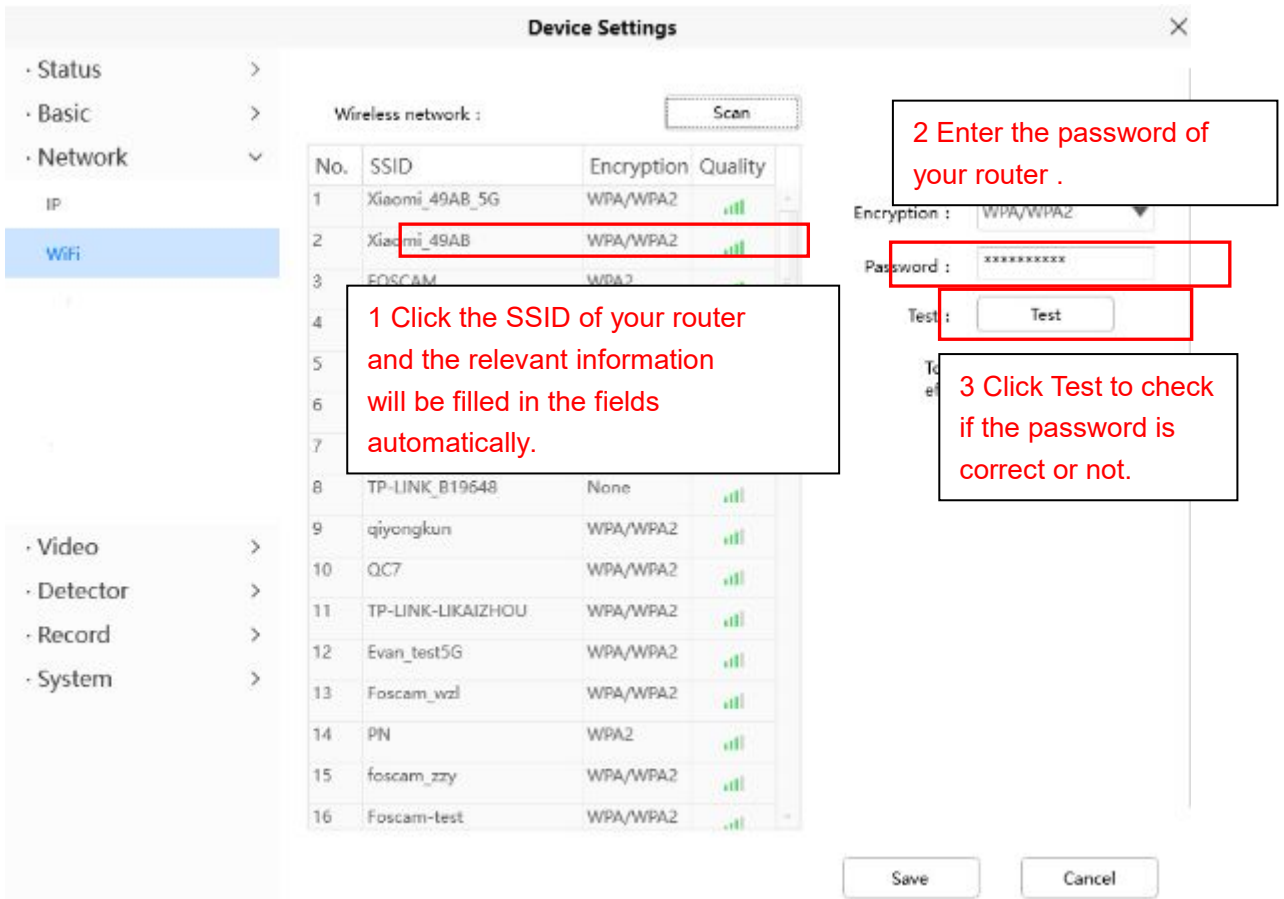 Device Settings
· Status
· Basic
· Network
IP
WiFi
· Video
· Detector
· Record
· System
Wireless network :
Scan
No. SSID Encryption Quality
1 Xiaomi_49AB_5G WPA/WPA2
2 Xiaomi_49AB WPA/WPA2
3 FOSCAM WPA2
4
5
6
7
8 TP-LINK_B19648 None
9 qiyongkun WPA/WPA2
10 QC7 WPA/WPA2
11 TP-LINK-LIKAIZHOU WPA/WPA2
12 Evan_test5G WPA/WPA2
13 Foscam_wzl WPA/WPA2
14 PN WPA2
15 foscam_zzy WPA/WPA2
16 Foscam-test WPA/WPA2
1 Click the SSID of your router
and the relevant information
will be filled in the fields
automatically.
2 Enter the password of
your router .
Encryption : WPA/WPA2
Password : **********
Test : Test
3 Click Test to check
if the password is
correct or not.
Save
Cancel